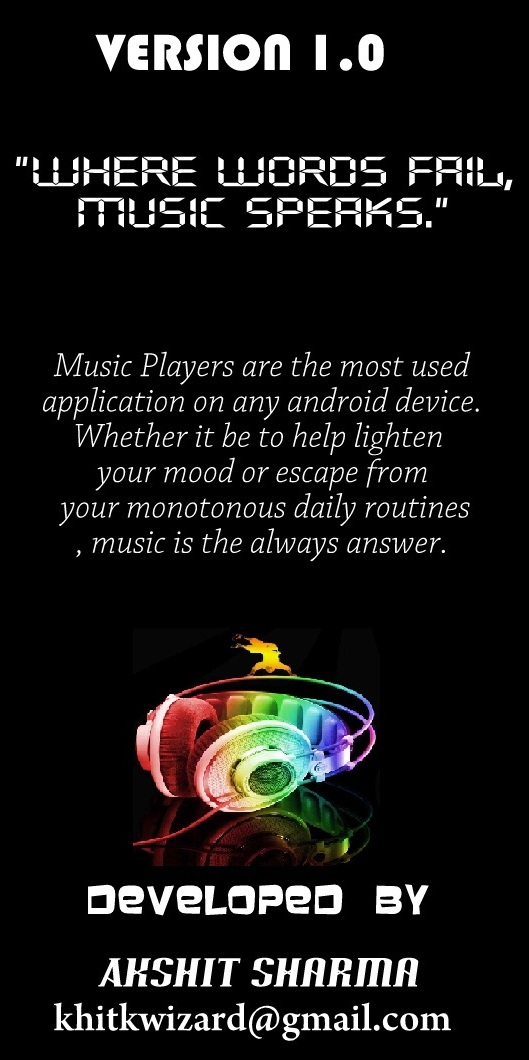 VERSION 1.0
"WHERE WORDS FAIL,
MUSIC SPEAKS."
Music Players are the most used
application on any android device.
Whether it be to help lighten
your mood or escape from
your monotonous daily routines
, music is the always answer.
DEVELOPED BY
AKSHIT SHARMA
khitkwizard@gmail.com